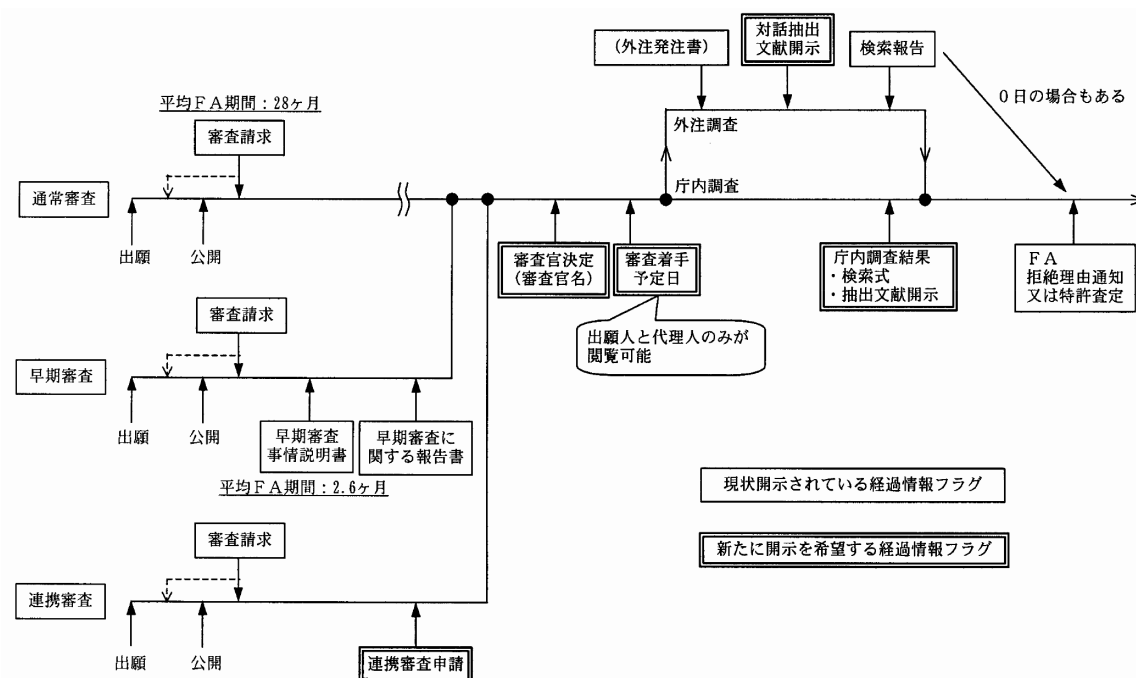 (外注発注書)
対話抽出
文献開示
検索報告
0日の場合もある
平均FA期間:28ヶ月
審査請求
外注調査
通常審査
庁内調査
出願
公開
審査官決定
(審査官名)
審査着手
予定日
庁内調査結果
・検索式
・抽出文献開示
FA
拒絶理由通知
又は特許査定
出願人と代理人のみが
閲覧可能
審査請求
早期審査
出願
公開
早期審査
事情説明書
早期審査に
関する報告書
平均FA期間:2.6ヶ月
現状開示されている経過情報フラグ
新たに開示を希望する経過情報フラグ
審査請求
連携審査
出願
公開
連携審査申請